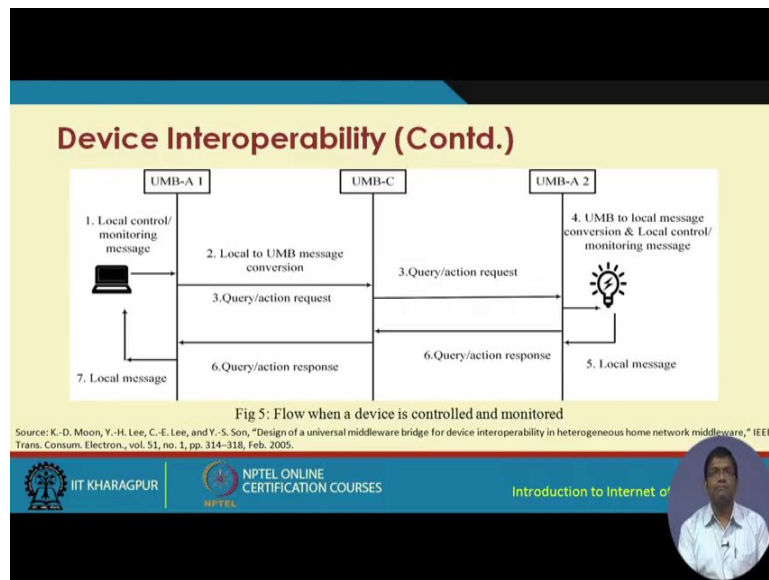 Device Interoperability (Contd.)
UMB-A 1
UMB-C
UMB-A 2
1. Local control/
monitoring
message
2. Local to UMB message
conversion
3.Query/action request
3.Query/action request
4. UMB to local message
conversion & Local control/
monitoring message
7. Local message
6.Query/action response
6.Query/action response
5. Local message
Fig 5: Flow when a device is controlled and monitored
Source: K.-D. Moon, Y.-H. Lee, C.-E. Lee, and Y.-S. Son, "Design of a universal middleware bridge for device interoperability in heterogeneous home network middleware,"
Trans. Consum. Electron., vol. 51, no. 1, pp. 314–318, Feb. 2005.
IIT KHARAGPUR
NPTEL
NPTEL ONLINE
CERTIFICATION COURSES
Introduction to Internet of